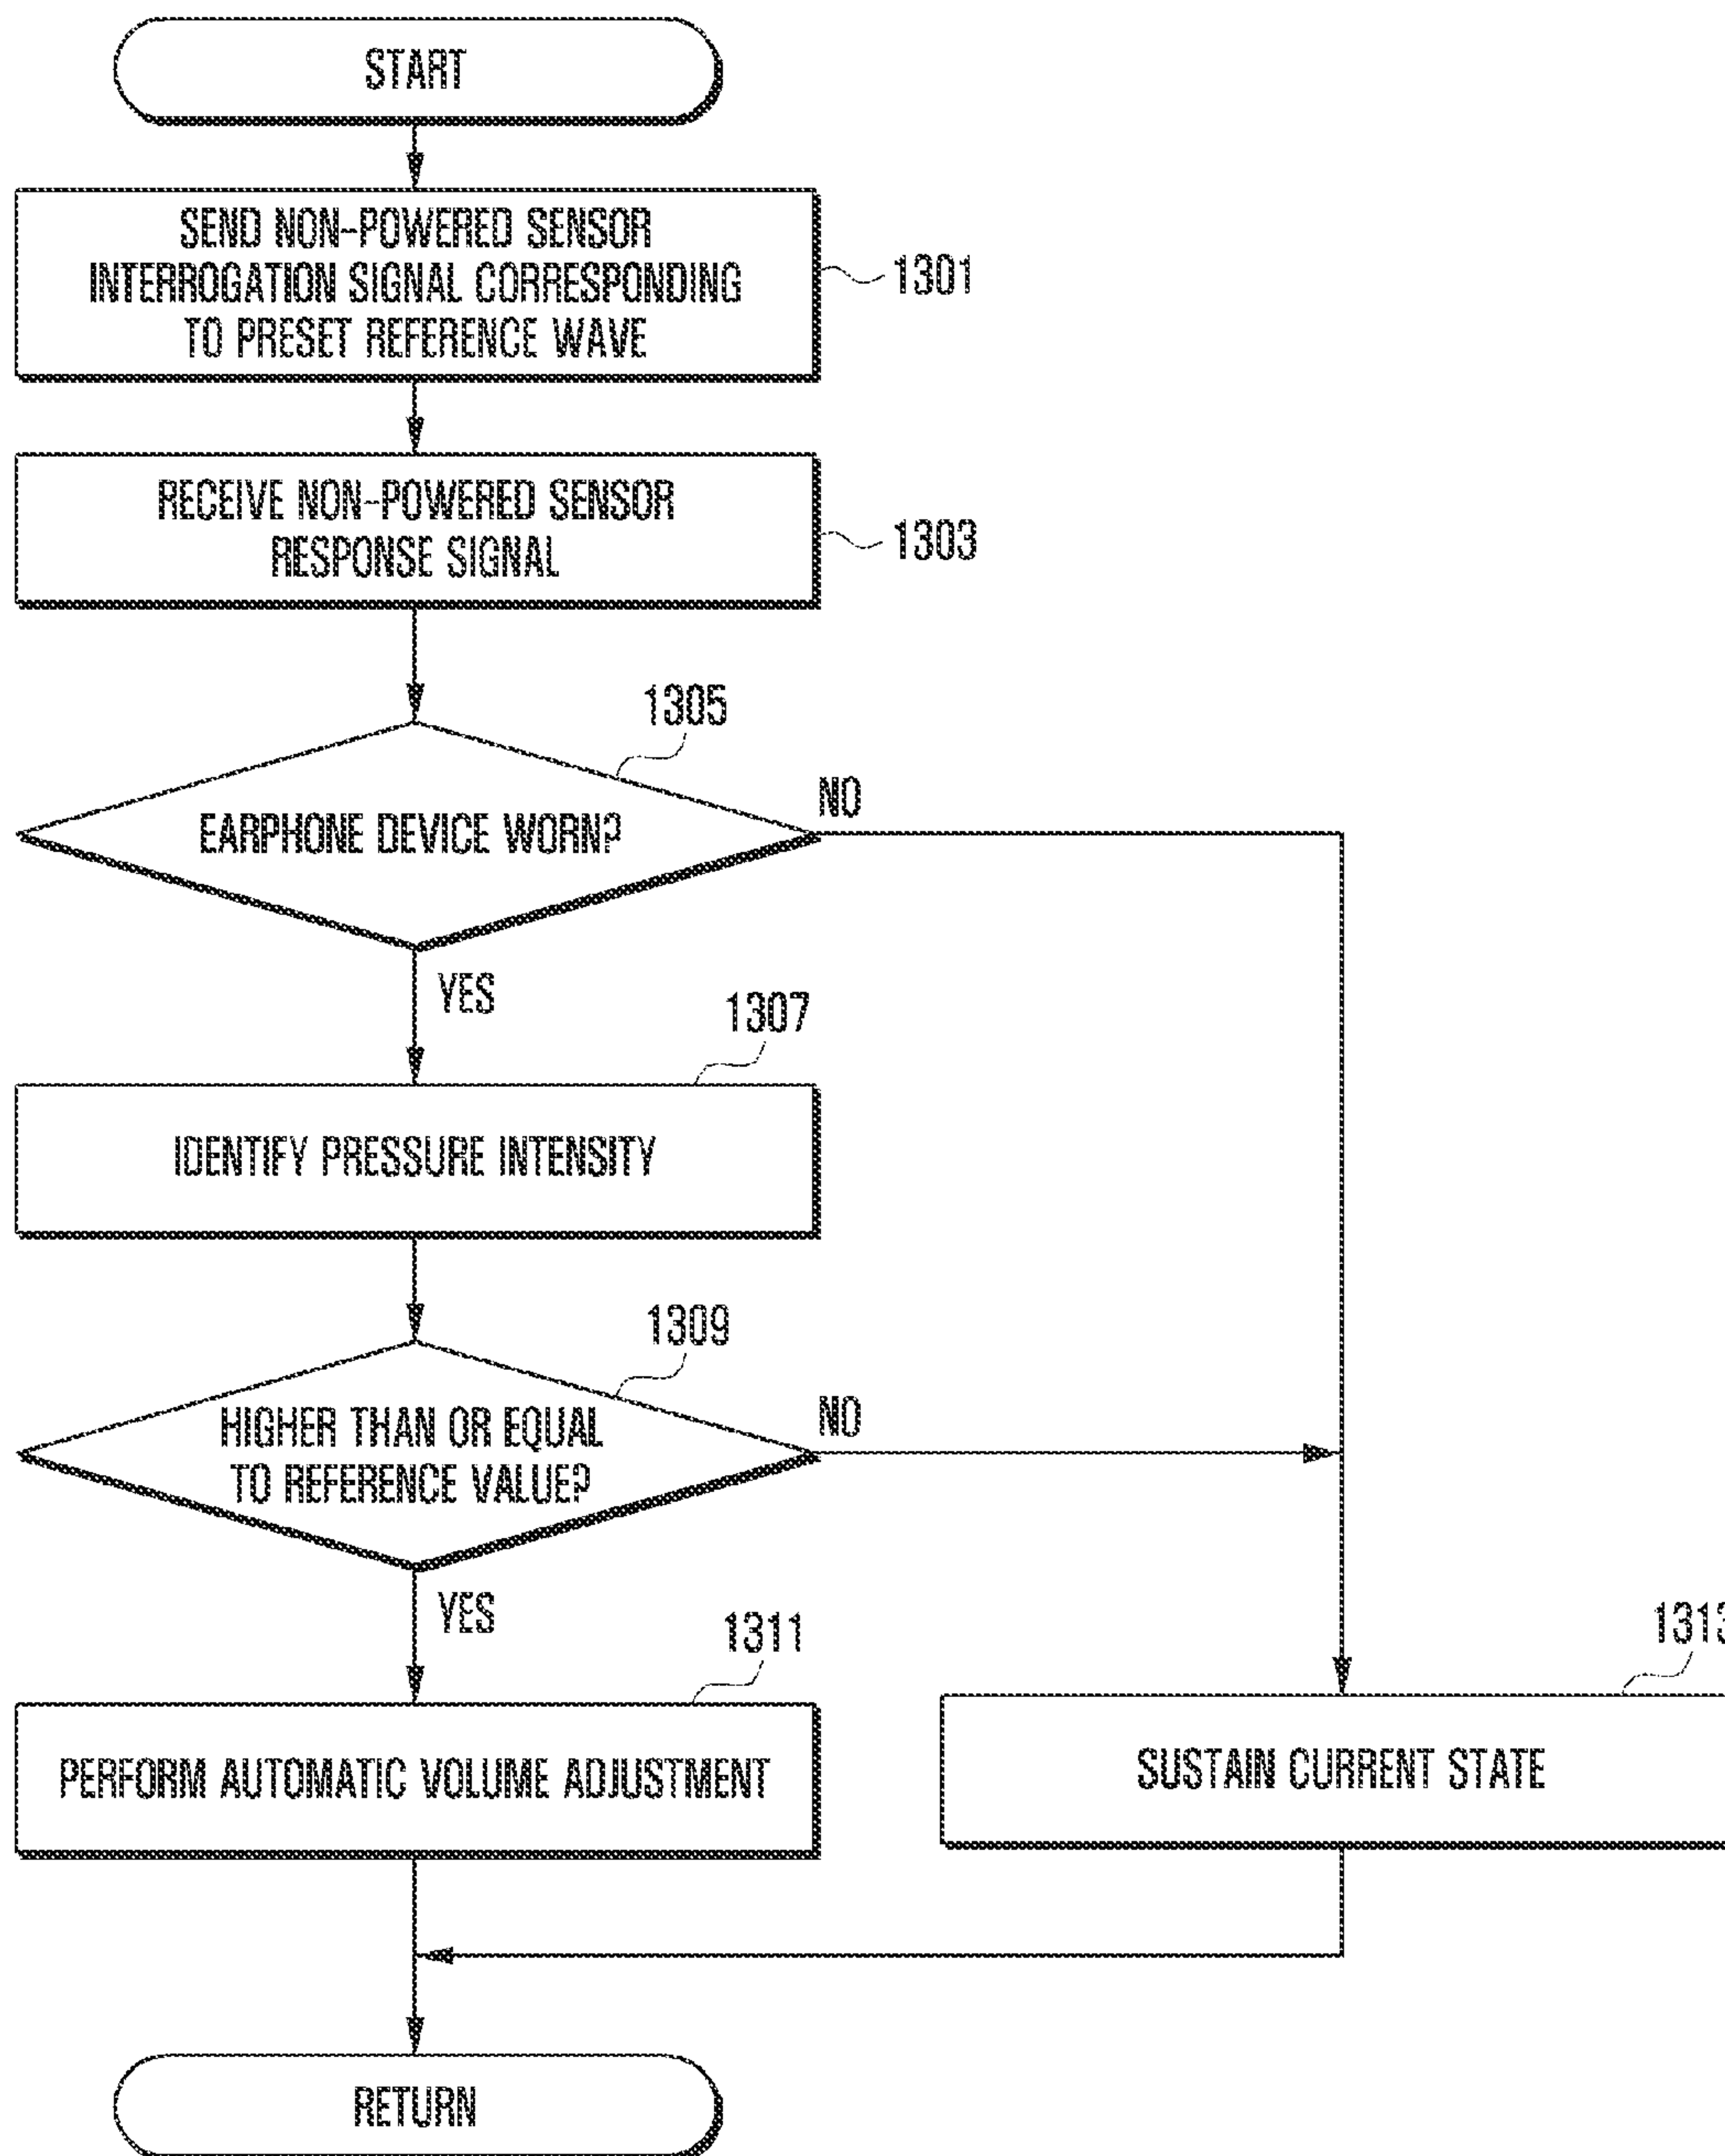 START
SEND NON-POWERED SENSOR
INTERROGATION SIGNAL CORRESPONDING
TO PRESET REFERENCE WAVE
1301
RECEIVE NON-POWERED SENSOR
RESPONSE SIGNAL
1303
1305
EARPHONE DEVICE WORN?
NO
YES
1307
IDENTIFY PRESSURE INTENSITY
1309
HIGHER THAN OR EQUAL
TO REFERENCE VALUE?
NO
YES
1311
PERFORM AUTOMATIC VOLUME ADJUSTMENT
1313
SUSTAIN CURRENT STATE
RETURN